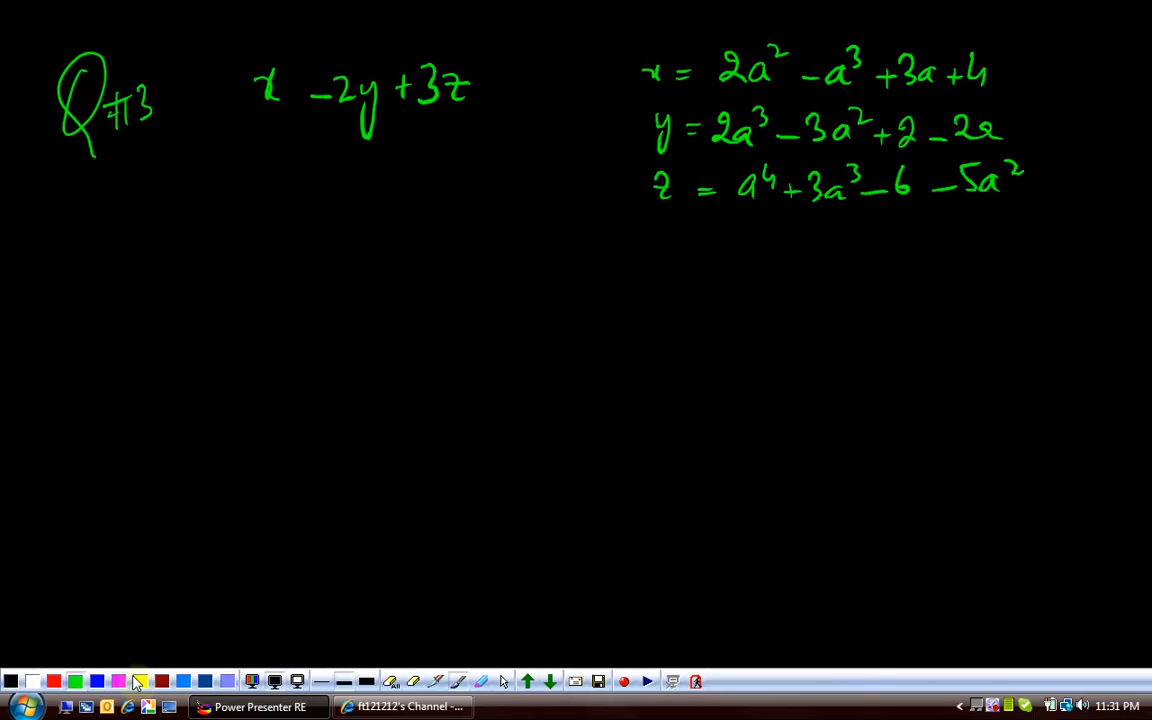 Q#3 x - 2y + 3z
x = 2a² - a³ + 3a + 4
y = 2a³ - 3a² + 2 - 2a
z = a⁴ + 3a³ - 6 - 5a²
Power Presenter RE
ft121212's Channel -...
11:31 PM